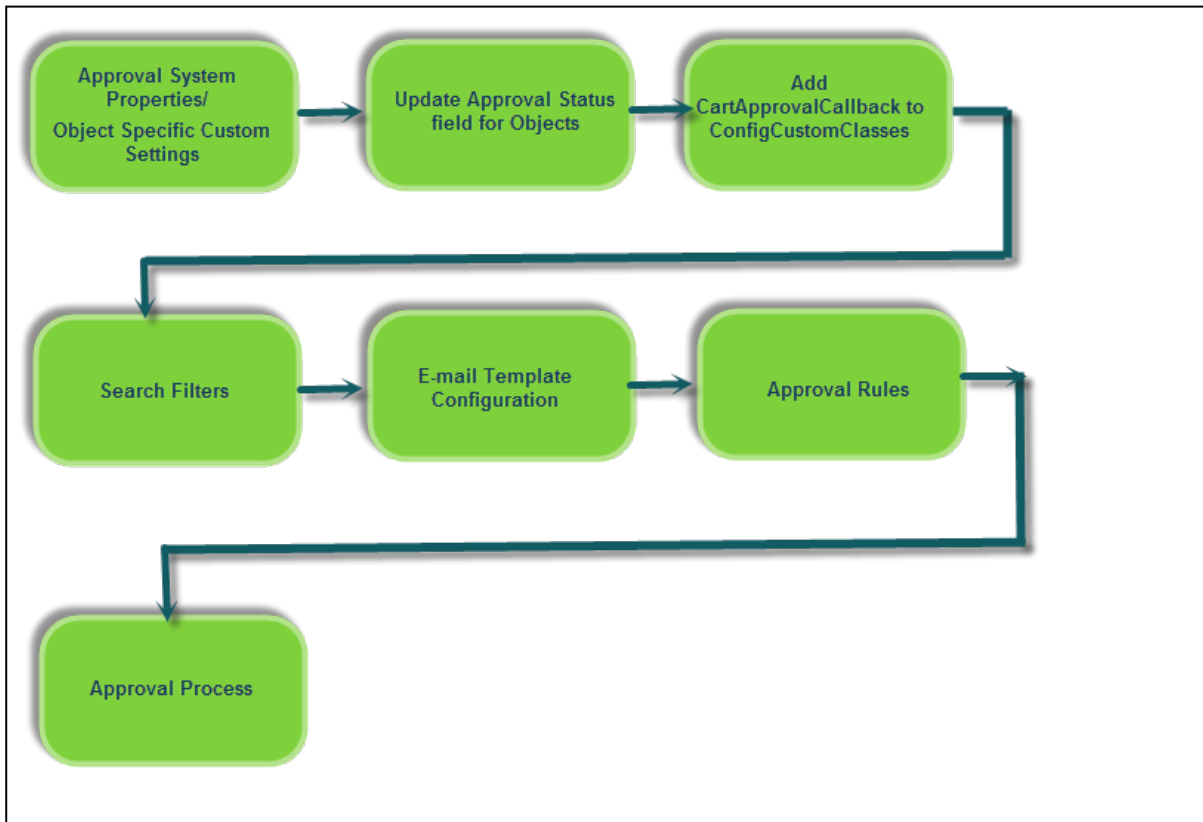 Approval System
Properties/
Object Specific Custom
Settings
Update Approval Status
field for Objects
Add
CartApprovalCallback to
ConfigCustomClasses
Search Filters
E-mail Template
Configuration
Approval Rules
Approval Process